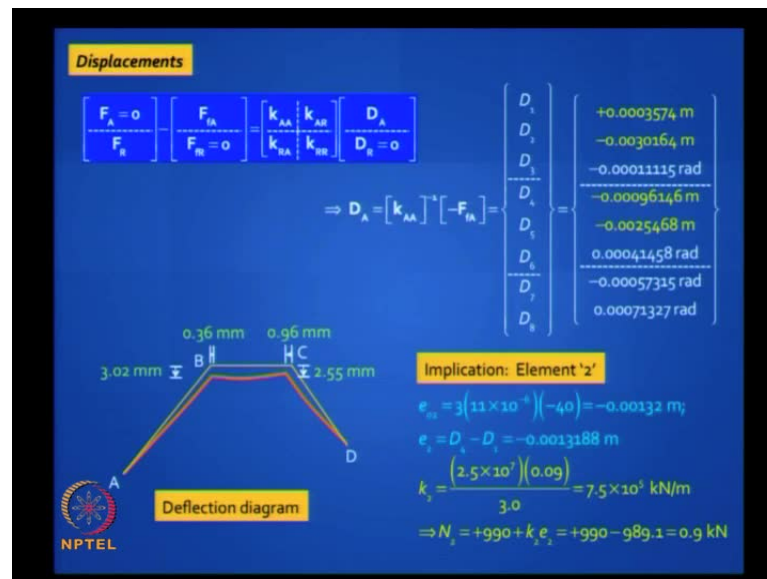 Displacements
[F_A = 0 / F_R] − [F_fA / F_fR = 0] = [k_AA k_AR / k_RA k_RR] [D_A / D_R = 0]
⇒ D_A = [k_AA]^-1 [−F_fA] = {D_1 D_2 D_3 D_4 D_5 D_6 D_7 D_8} =
+0.0003574 m
−0.0030164 m
−0.00011115 rad
−0.00096146 m
−0.0025468 m
0.00041458 rad
−0.00057315 rad
0.00071327 rad
0.36 mm 0.96 mm
3.02 mm B C 2.55 mm
A D
Deflection diagram
Implication: Element '2'
e_02 = 3(11×10^-6)(−40) = −0.00132 m;
e_2 = D_4 − D_1 = −0.0013188 m
k_2 = (2.5×10^7)(0.09) / 3.0 = 7.5×10^5 kN/m
⇒ N_2 = +990 + k_2 e_2 = +990 − 989.1 = 0.9 kN
NPTEL